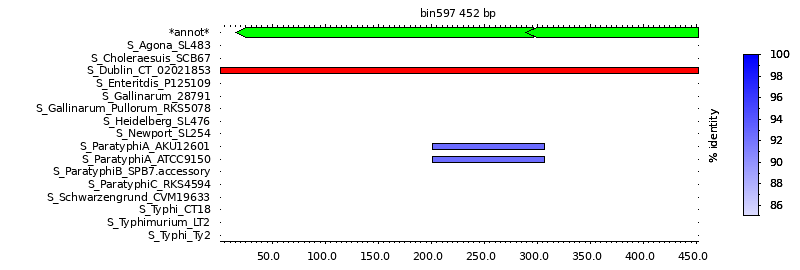 bin597 452 bp
*annot*
S_Agona_SL483
S_Choleraesuis_SCB67
S_Dublin_CT_02021853
S_Enteritdis_P125109
S_Gallinarum_28791
S_Gallinarum_Pullorum_RKS5078
S_Heidelberg_SL476
S_Newport_SL254
S_ParatyphiA_AKU12601
S_ParatyphiA_ATCC9150
S_ParatyphiB_SPB7.accessory
S_ParatyphiC_RKS4594
S_Schwarzengrund_CVM19633
S_Typhi_CT18
S_Typhimurium_LT2
S_Typhi_Ty2
50.0 100.0 150.0 200.0 250.0 300.0 350.0 400.0 450.0
% identity
100
98
96
94
92
90
88
86